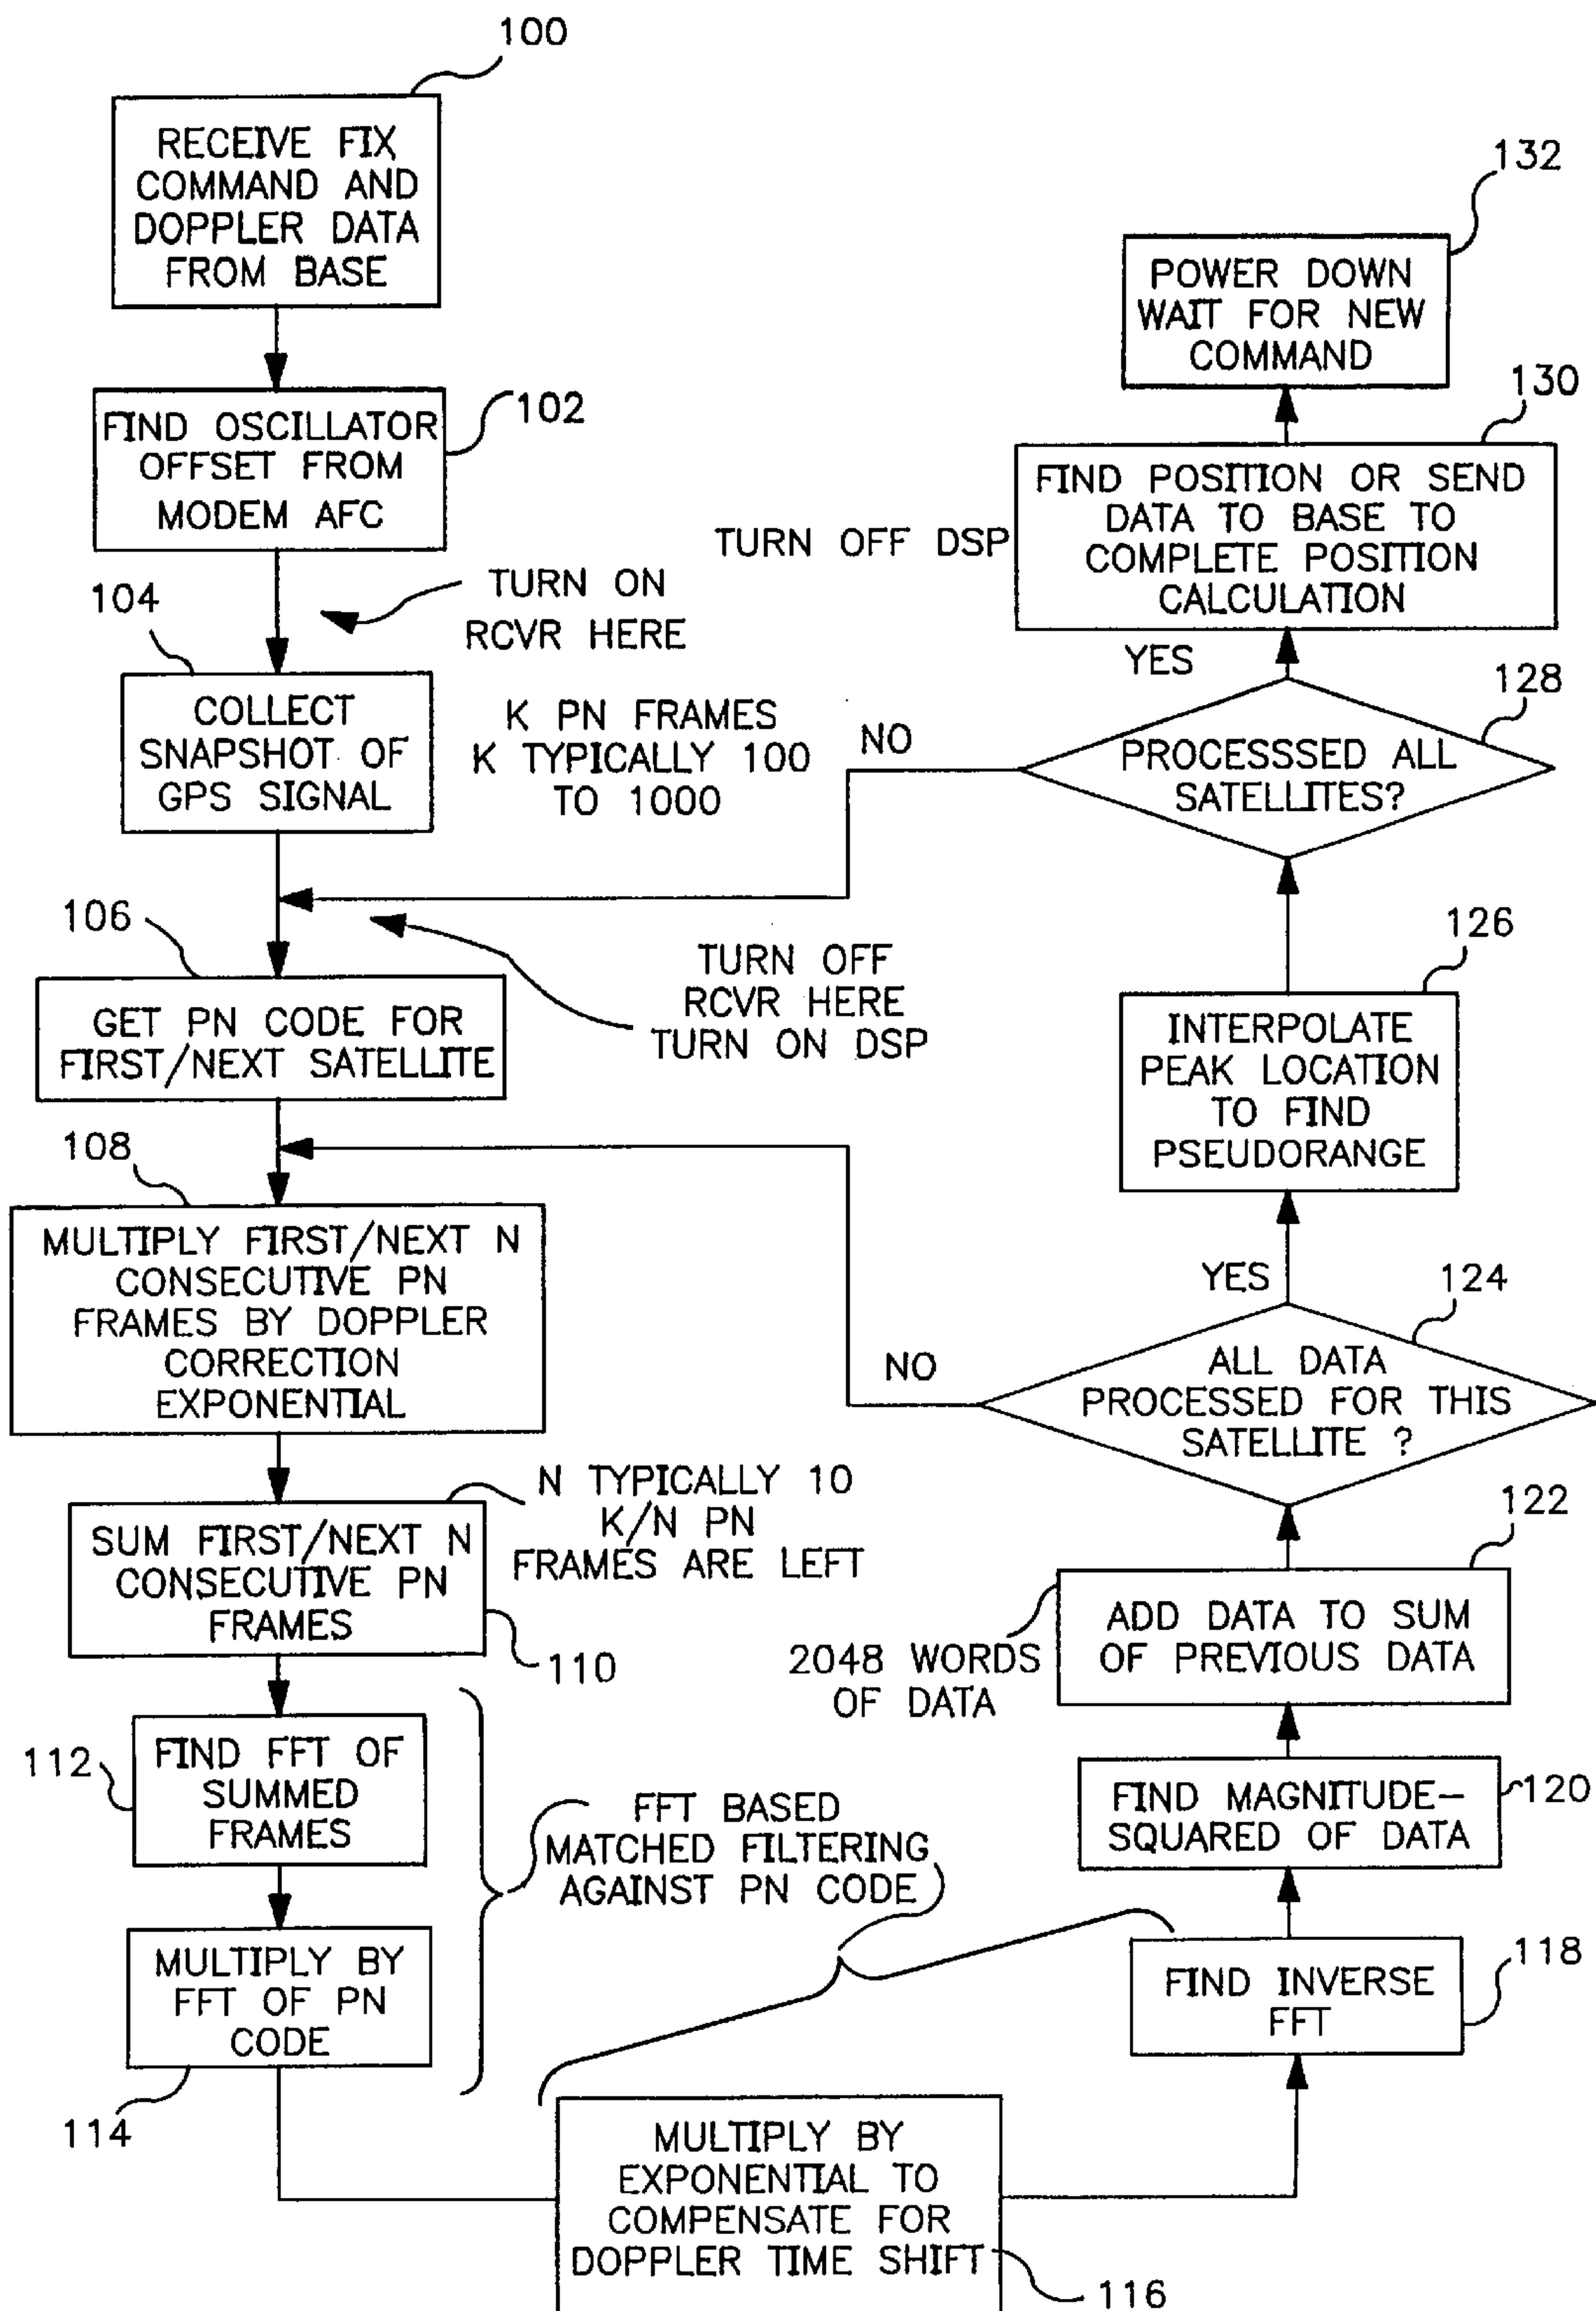 100
RECEIVE FIX
COMMAND AND
DOPPLER DATA
FROM BASE
FIND OSCILLATOR
OFFSET FROM
MODEM AFC
102
TURN ON
RCVR HERE
104
COLLECT
SNAPSHOT OF
GPS SIGNAL
K PN FRAMES
K TYPICALLY 100
TO 1000
106
TURN OFF
RCVR HERE
TURN ON DSP
GET PN CODE FOR
FIRST/NEXT SATELLITE
108
MULTIPLY FIRST/NEXT N
CONSECUTIVE PN
FRAMES BY DOPPLER
CORRECTION
EXPONENTIAL
N TYPICALLY 10
K/N PN
FRAMES ARE LEFT
SUM FIRST/NEXT N
CONSECUTIVE PN
FRAMES
110
112
FIND FFT OF
SUMMED
FRAMES
FFT BASED
MATCHED FILTERING
AGAINST PN CODE
MULTIPLY BY
FFT OF PN
CODE
114
MULTIPLY BY
EXPONENTIAL TO
COMPENSATE FOR
DOPPLER TIME SHIFT
116
FIND INVERSE
FFT
118
FIND MAGNITUDE-
SQUARED OF DATA
120
122
ADD DATA TO SUM
OF PREVIOUS DATA
2048 WORDS
OF DATA
124
ALL DATA
PROCESSED FOR THIS
SATELLITE ?
NO
YES
126
INTERPOLATE
PEAK LOCATION
TO FIND
PSEUDORANGE
128
PROCESSSED ALL
SATELLITES?
NO
YES
130
FIND POSITION OR SEND
DATA TO BASE TO
COMPLETE POSITION
CALCULATION
TURN OFF DSP
132
POWER DOWN
WAIT FOR NEW
COMMAND